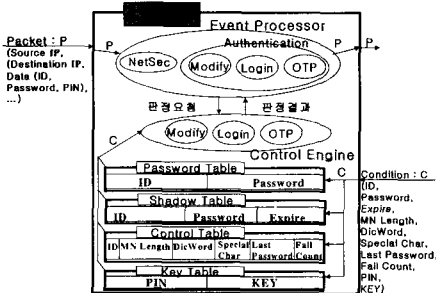 NetSec
Event Processor
Packet : P
(Source IP,
(Destination IP,
Data (ID,
Password, PIN),
...)
P
Authentication
NetSec
Modify
Login
OTP
P
P
판정요청
판정결과
C
Modify
Login
OTP
Control Engine
Password Table
ID
Password
Shadow Table
ID
Password
Expire
Control Table
ID
MN Length
DicWord
Special Char
Last Password
Fail Count
Key Table
PIN
KEY
C
Condition : C
(ID,
Password,
Expire,
MN Length,
DicWord,
Special Char,
Last Password,
Fail Count,
PIN,
KEY)